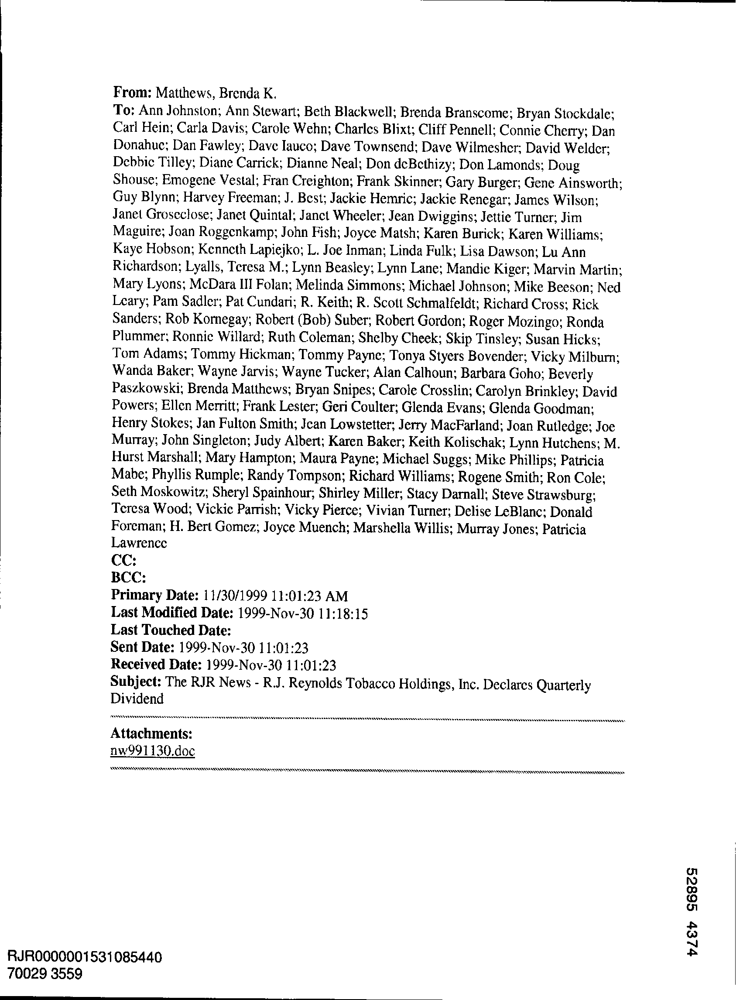 From: Matthews, Brenda K.
To: Ann Johnston; Ann Stewart; Beth Blackwell; Brenda Branscome; Bryan Stockdale;
Carl Hein; Carla Davis; Carole Wehn; Charles Blixt; Cliff Pennell; Connie Cherry; Dan
Donahue; Dan Fawley; Dave Iauco; Dave Townsend; Dave Wilmesher; David Welder;
Debbie Tilley; Diane Carrick; Dianne Neal; Don deBethizy; Don Lamonds; Doug
Shouse; Emogene Vestal; Fran Creighton; Frank Skinner; Gary Burger; Gene Ainsworth;
Guy Blynn; Harvey Freeman; J. Best; Jackie Hemric; Jackie Renegar; James Wilson;
Janet Groseclose; Janet Quintal; Janet Wheeler; Jean Dwiggins; Jettie Turner; Jim
Maguire; Joan Roggenkamp; John Fish; Joyce Matsh; Karen Burick; Karen Williams;
Kaye Hobson; Kenneth Lapiejko; L. Joe Inman; Linda Fulk; Lisa Dawson; Lu Ann
Richardson; Lyalls, Teresa M.; Lynn Beasley; Lynn Lane; Mandie Kiger; Marvin Martin;
Mary Lyons; McDara III Folan; Melinda Simmons; Michael Johnson; Mike Beeson; Ned
Leary; Pam Sadler; Pat Cundari; R. Keith; R. Scott Schmalfeldt; Richard Cross; Rick
Sanders; Rob Kornegay; Robert (Bob) Suber; Robert Gordon; Roger Mozingo; Ronda
Plummer; Ronnie Willard; Ruth Coleman; Shelby Cheek; Skip Tinsley; Susan Hicks;
Tom Adams; Tommy Hickman; Tommy Payne; Tonya Styers Bovender; Vicky Milburn;
Wanda Baker; Wayne Jarvis; Wayne Tucker; Alan Calhoun; Barbara Goho; Beverly
Paszkowski; Brenda Matthews; Bryan Snipes; Carole Crosslin; Carolyn Brinkley; David
Powers; Ellen Merritt; Frank Lester; Geri Coulter; Glenda Evans; Glenda Goodman;
Henry Stokes; Jan Fulton Smith; Jean Lowstetter; Jerry MacFarland; Joan Rutledge; Joe
Murray; John Singleton; Judy Albert; Karen Baker; Keith Kolischak; Lynn Hutchens; M.
Hurst Marshall; Mary Hampton; Maura Payne; Michael Suggs; Mike Phillips; Patricia
Mabe; Phyllis Rumple; Randy Tompson; Richard Williams; Rogene Smith; Ron Cole;
Seth Moskowitz; Sheryl Spainhour; Shirley Miller; Stacy Darnall; Steve Strawsburg;
Teresa Wood; Vickie Parrish; Vicky Pierce; Vivian Turner; Delise LeBlanc; Donald
Foreman; H. Bert Gomez; Joyce Muench; Marshella Willis; Murray Jones; Patricia
Lawrence
CC:
BCC:
Primary Date: 11/30/1999 11:01:23 AM
Last Modified Date: 1999-Nov-30 11:18:15
Last Touched Date:
Sent Date: 1999-Nov-30 11:01:23
Received Date: 1999-Nov-30 11:01:23
Subject: The RJR News - R.J. Reynolds Tobacco Holdings, Inc. Declares Quarterly
Dividend
Attachments:
nw991130.doc
52895 4374
RJR0000001531085440
70029 3559